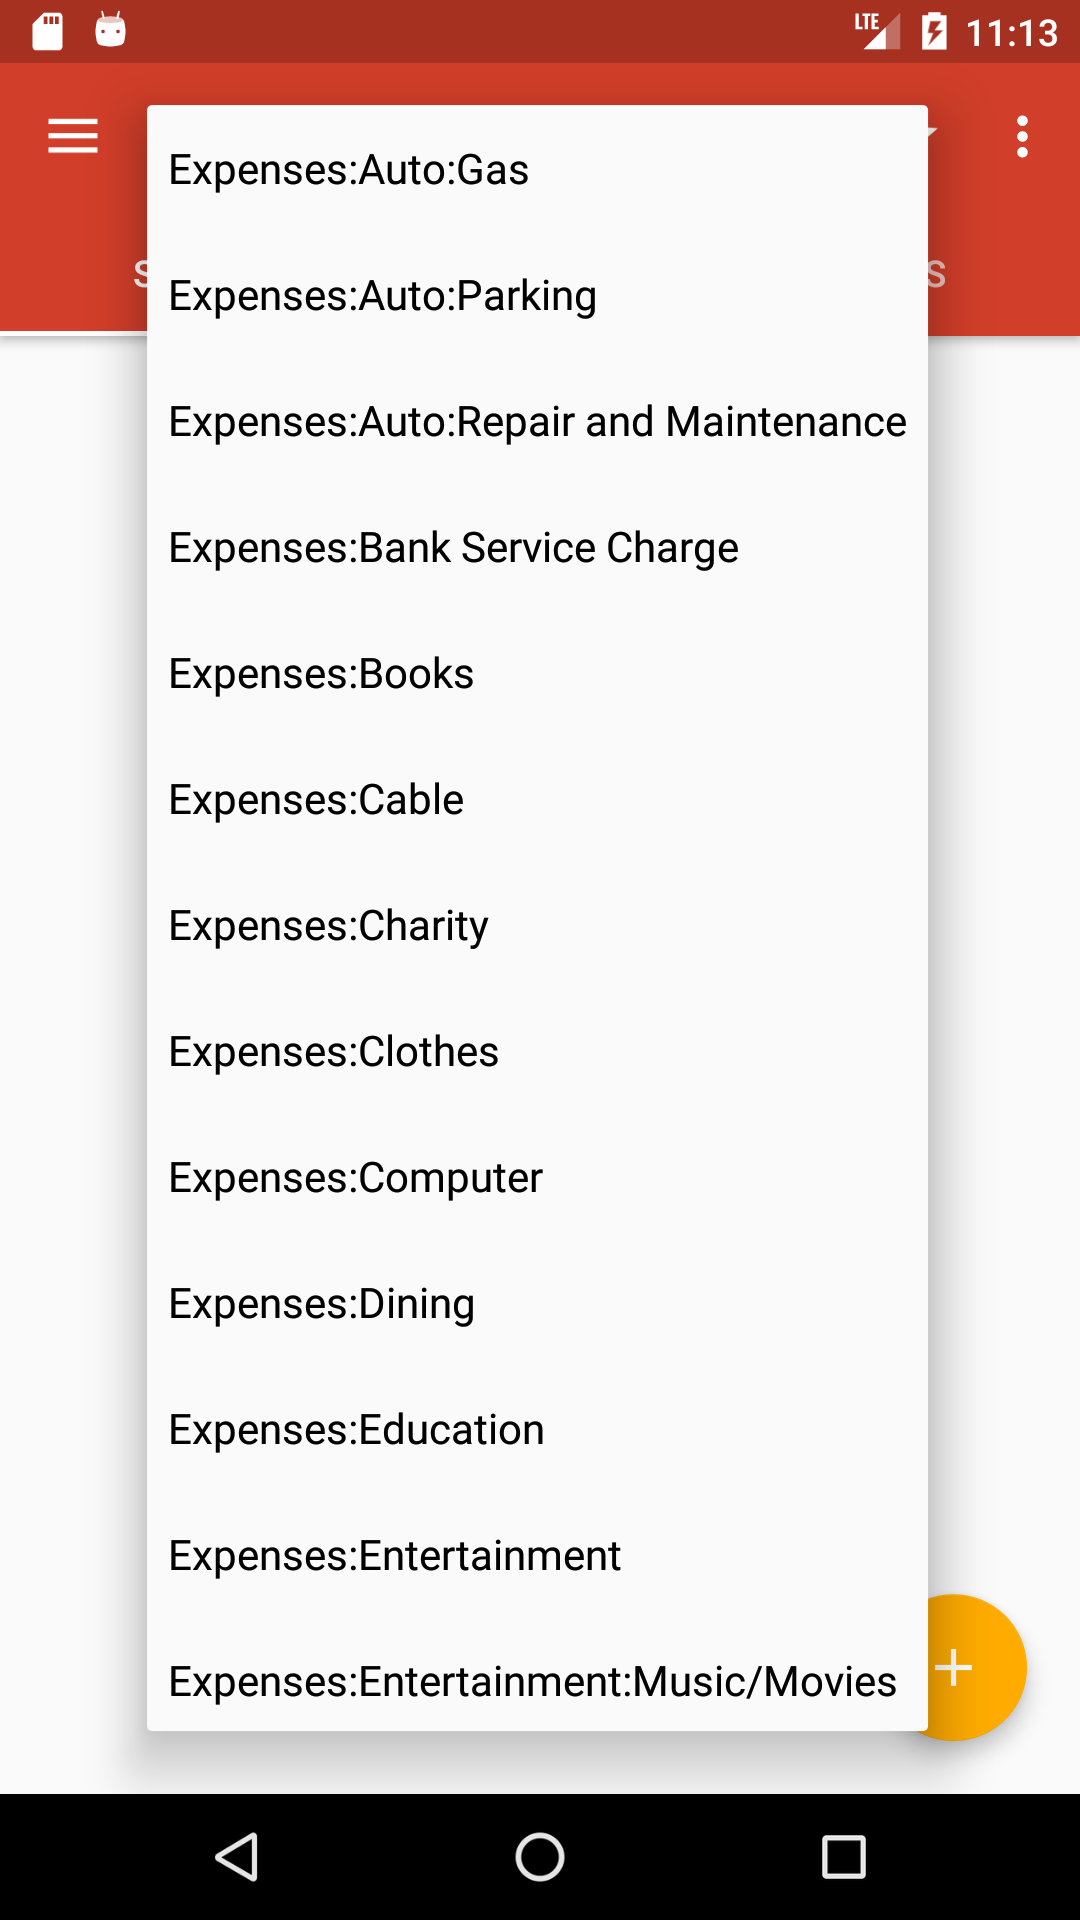 LTE 11:13
Expenses:Auto:Gas
Expenses:Auto:Parking
Expenses:Auto:Repair and Maintenance
Expenses:Bank Service Charge
Expenses:Books
Expenses:Cable
Expenses:Charity
Expenses:Clothes
Expenses:Computer
Expenses:Dining
Expenses:Education
Expenses:Entertainment
Expenses:Entertainment:Music/Movies